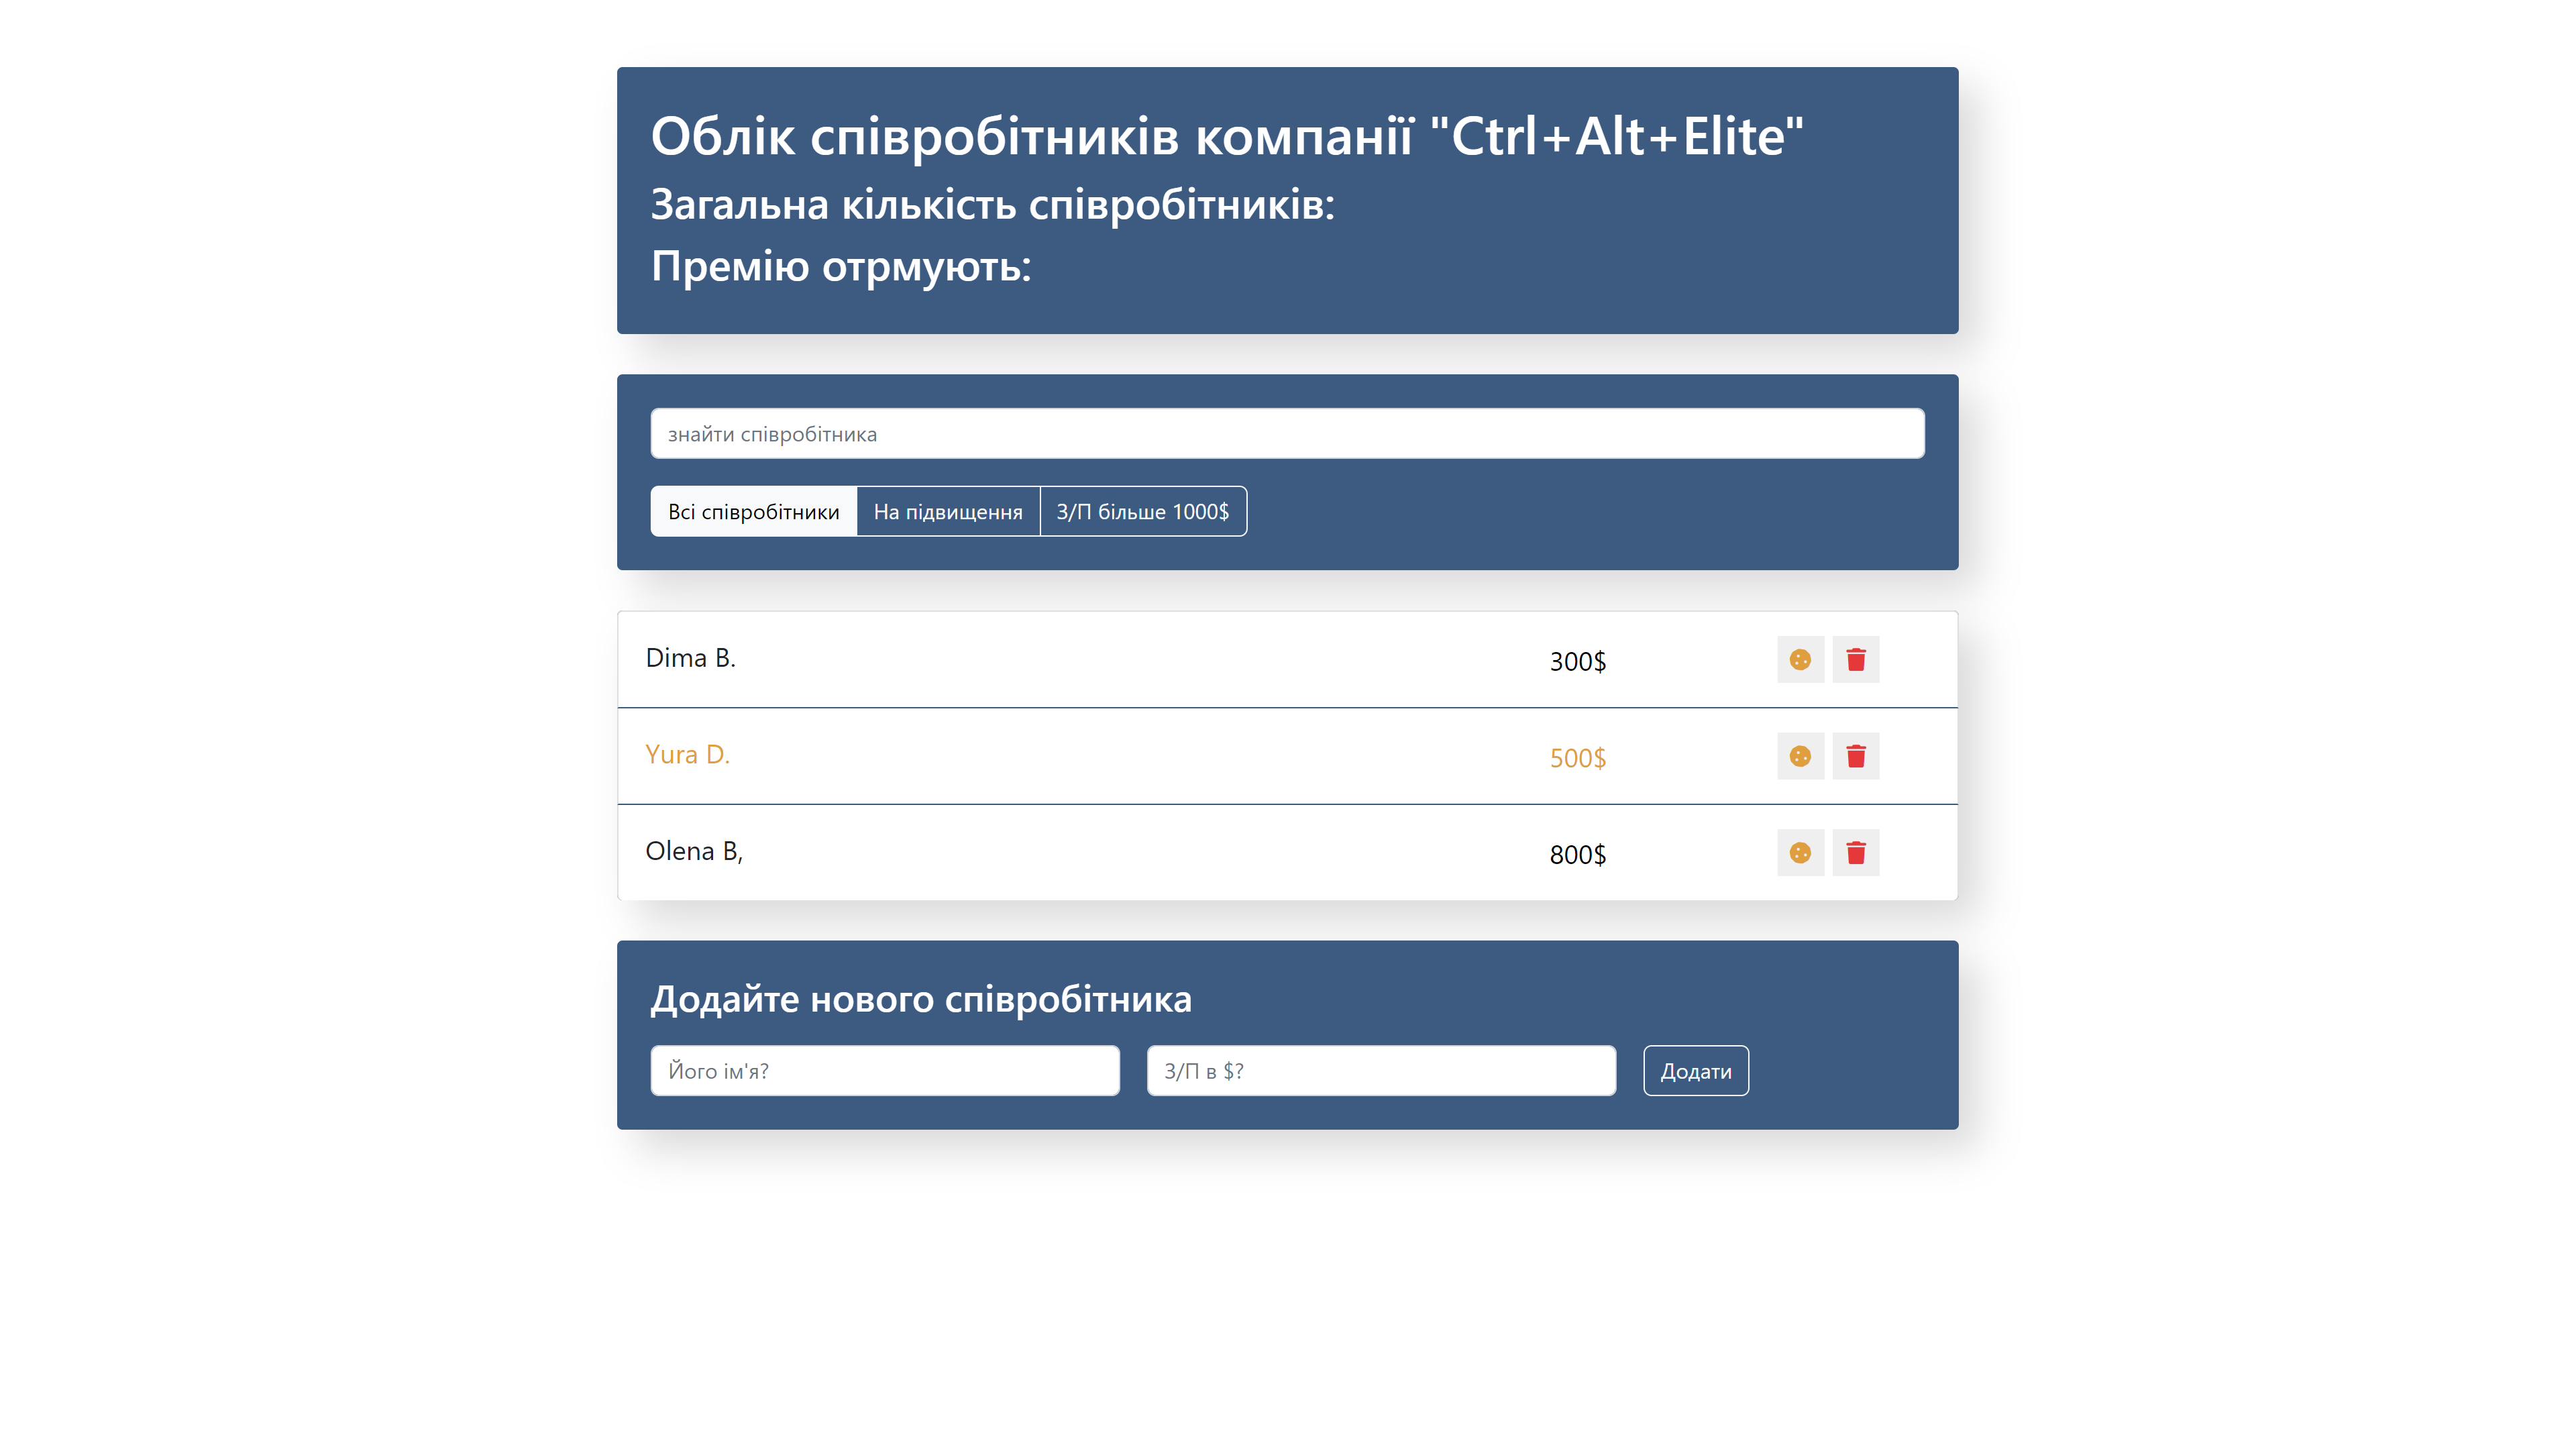 Облік співробітників компанії "Ctrl+Alt+Elite"
Загальна кількість співробітників:
Премію отрмують:
знайти співробітника
Всі співробітники На підвищення З/П більше 1000$
Dima B. 300$
Yura D. 500$
Olena B, 800$
Додайте нового співробітника
Його ім'я? З/П в $? Додати